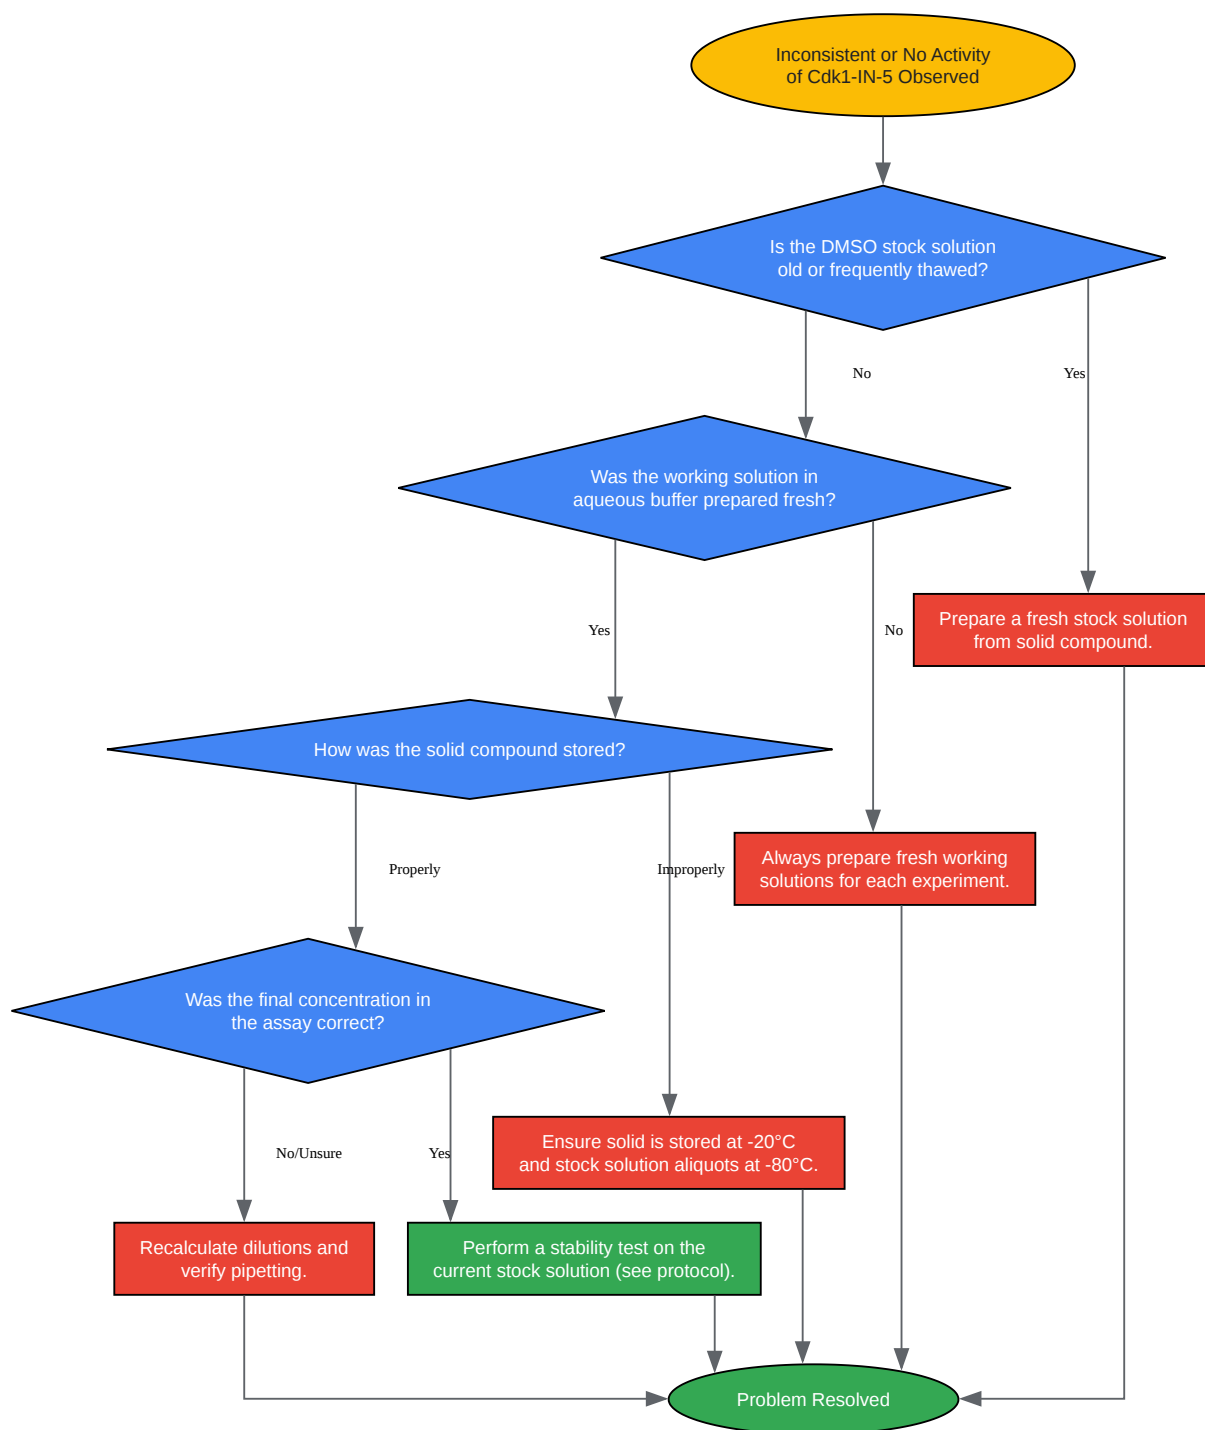 Inconsistent or No Activity
of Cdk1-IN-5 Observed
Is the DMSO stock solution
old or frequently thawed?
No
Yes
Was the working solution in
aqueous buffer prepared fresh?
Yes
No
Prepare a fresh stock solution
from solid compound.
How was the solid compound stored?
Properly
Improperly
Always prepare fresh working
solutions for each experiment.
Was the final concentration in
the assay correct?
No/Unsure
Yes
Ensure solid is stored at -20°C
and stock solution aliquots at -80°C.
Recalculate dilutions and
verify pipetting.
Perform a stability test on the
current stock solution (see protocol).
Problem Resolved